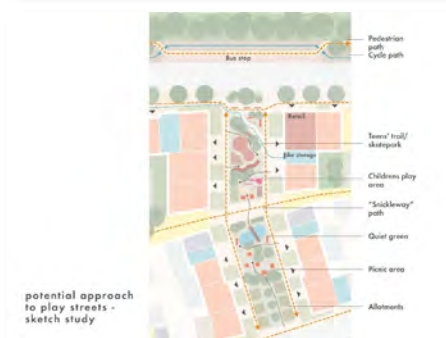 Pedestrian
path
Cycle path
Bus stop
Retail
Teens' trail/
skatepark
Bike storage
Childrens play
area
"Snickleway"
path
Quiet green
Picnic area
Allotments
potential approach
to play streets -
sketch study